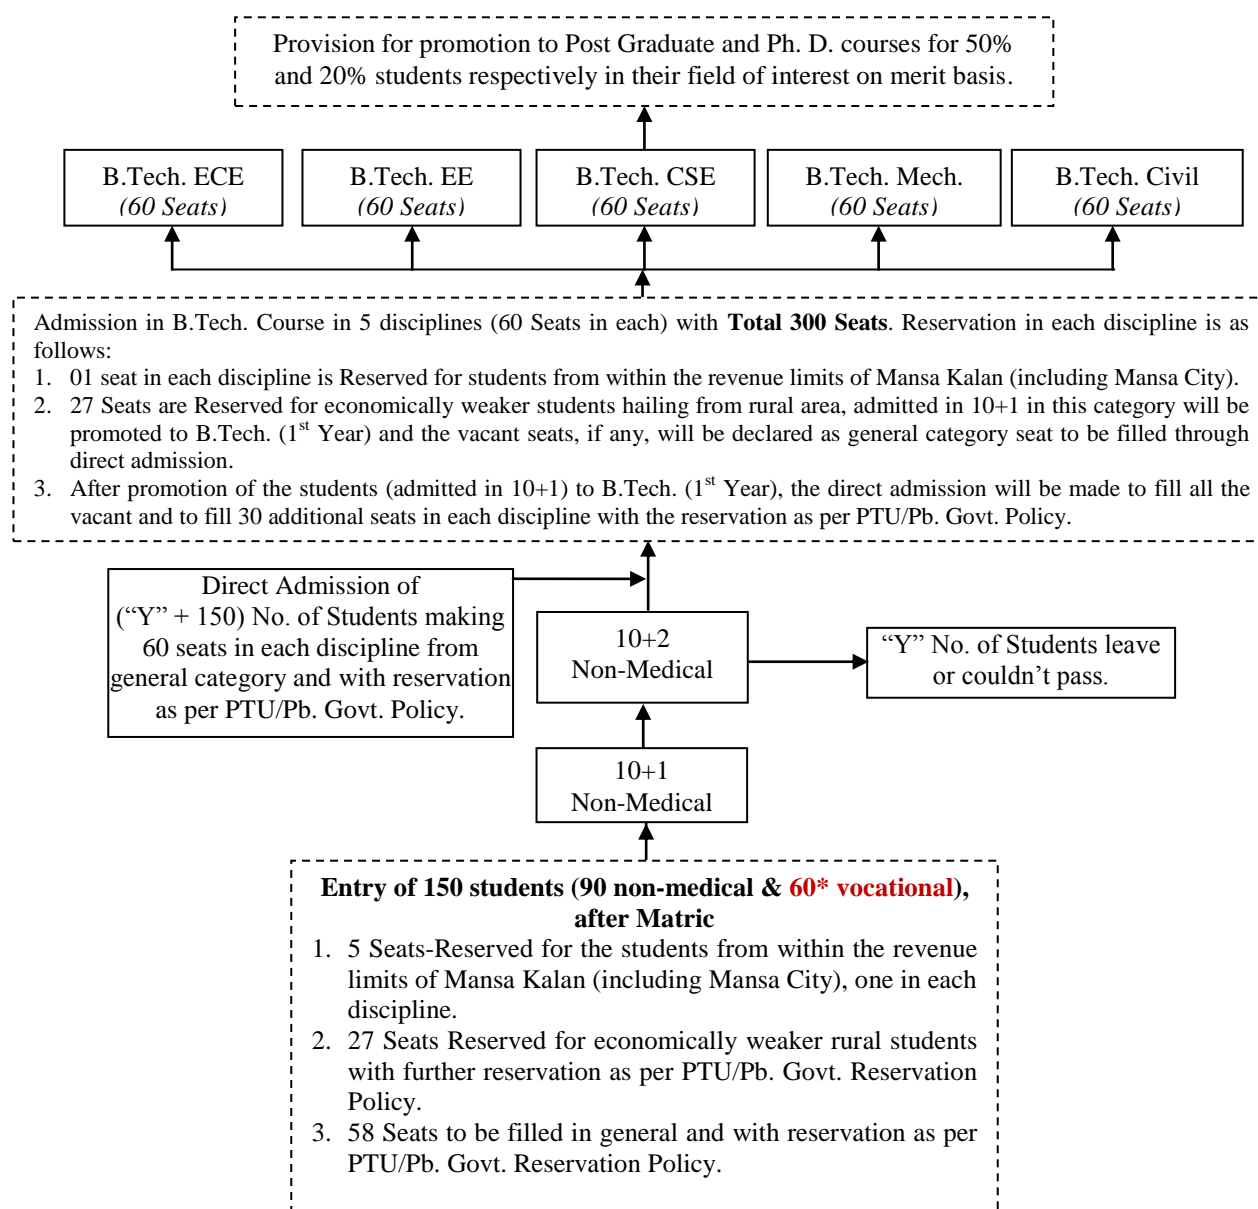 Provision for promotion to Post Graduate and Ph. D. courses for 50%
and 20% students respectively in their field of interest on merit basis.
B.Tech. ECE
(60 Seats)
B.Tech. EE
(60 Seats)
B.Tech. CSE
(60 Seats)
B.Tech. Mech.
(60 Seats)
B.Tech. Civil
(60 Seats)
Admission in B.Tech. Course in 5 disciplines (60 Seats in each) with Total 300 Seats. Reservation in each discipline is as
follows:
1. 01 seat in each discipline is Reserved for students from within the revenue limits of Mansa Kalan (including Mansa City).
2. 27 Seats are Reserved for economically weaker students hailing from rural area, admitted in 10+1 in this category will be
promoted to B.Tech. (1st Year) and the vacant seats, if any, will be declared as general category seat to be filled through
direct admission.
3. After promotion of the students (admitted in 10+1) to B.Tech. (1st Year), the direct admission will be made to fill all the
vacant and to fill 30 additional seats in each discipline with the reservation as per PTU/Pb. Govt. Policy.
Direct Admission of
(“Y” + 150) No. of Students making
60 seats in each discipline from
general category and with reservation
as per PTU/Pb. Govt. Policy.
10+2
Non-Medical
“Y” No. of Students leave
or couldn’t pass.
10+1
Non-Medical
Entry of 150 students (90 non-medical & 60* vocational),
after Matric
1. 5 Seats-Reserved for the students from within the revenue
limits of Mansa Kalan (including Mansa City), one in each
discipline.
2. 27 Seats Reserved for economically weaker rural students
with further reservation as per PTU/Pb. Govt. Reservation
Policy.
3. 58 Seats to be filled in general and with reservation as per
PTU/Pb. Govt. Reservation Policy.